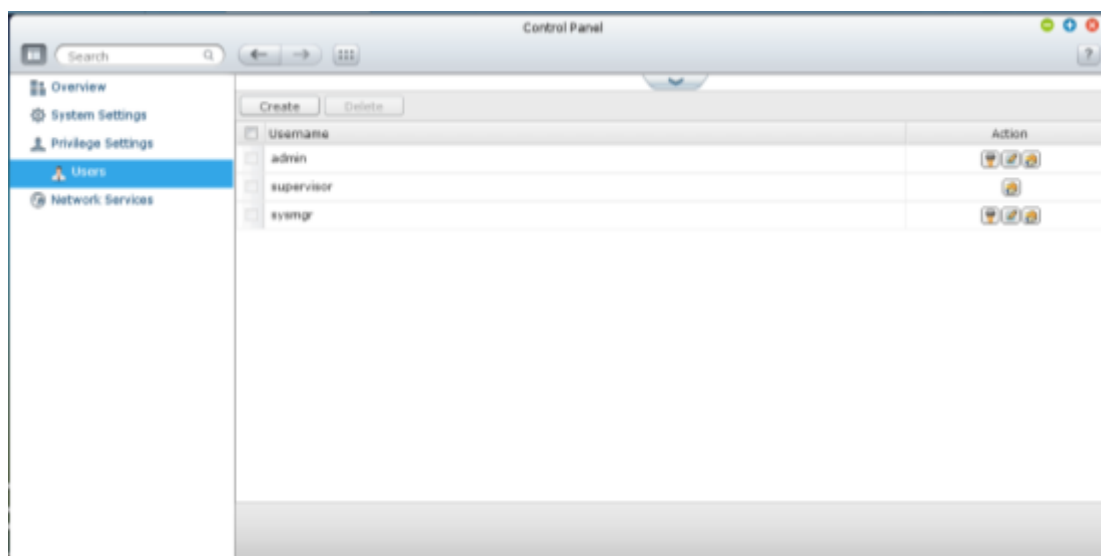 Control Panel
Search
?
Overview
System Settings
Privilege Settings
Users
Network Services
Create Delete
Username Action
admin
supervisor
sysmgr